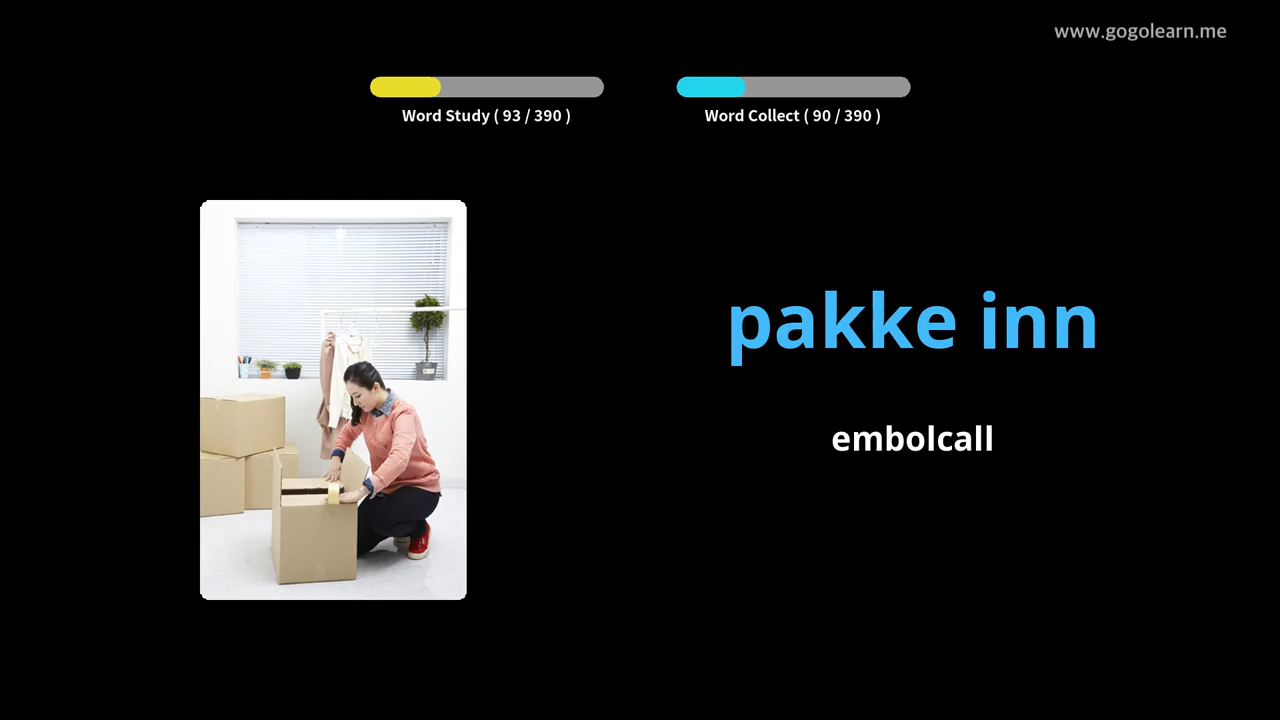 www.gogolearn.me
Word Study ( 93 / 390 )
Word Collect ( 90 / 390 )
pakke inn
embolcall